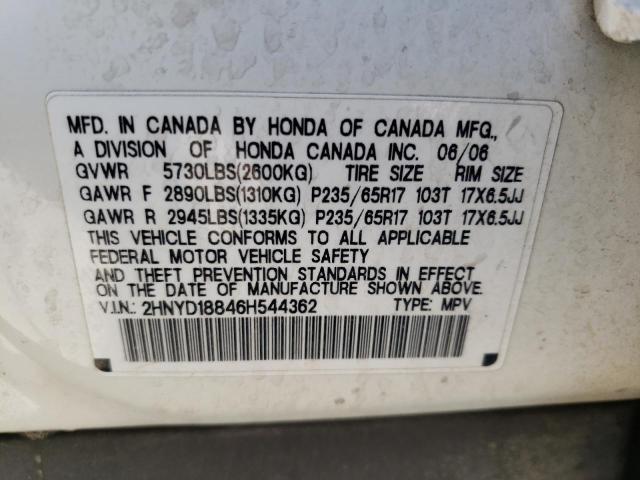 MFD. IN CANADA BY HONDA OF CANADA MFG.,
A DIVISION OF HONDA CANADA INC. 06/06
GVWR 5730LBS(2600KG) TIRE SIZE RIM SIZE
GAWR F 2890LBS(1310KG) P235/65R17 103T 17X6.5JJ
GAWR R 2945LBS(1335KG) P235/65R17 103T 17X6.5JJ
THIS VEHICLE CONFORMS TO ALL APPLICABLE
FEDERAL MOTOR VEHICLE SAFETY
AND THEFT PREVENTION STANDARDS IN EFFECT
ON THE DATE OF MANUFACTURE SHOWN ABOVE.
V.I.N.: 2HNYD18846H544362 TYPE: MPV